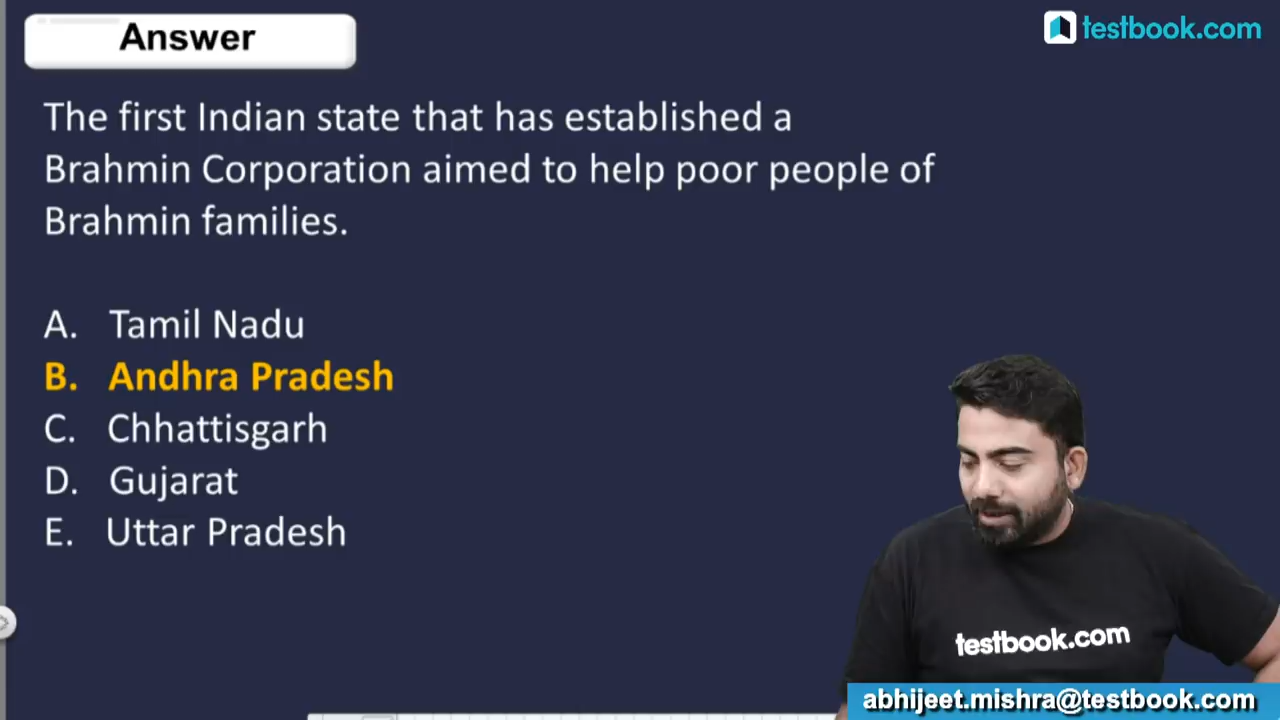 Answer
testbook.com
The first Indian state that has established a
Brahmin Corporation aimed to help poor people of
Brahmin families.
A. Tamil Nadu
B. Andhra Pradesh
C. Chhattisgarh
D. Gujarat
E. Uttar Pradesh
testbook.com
abhijeet.mishra@testbook.com